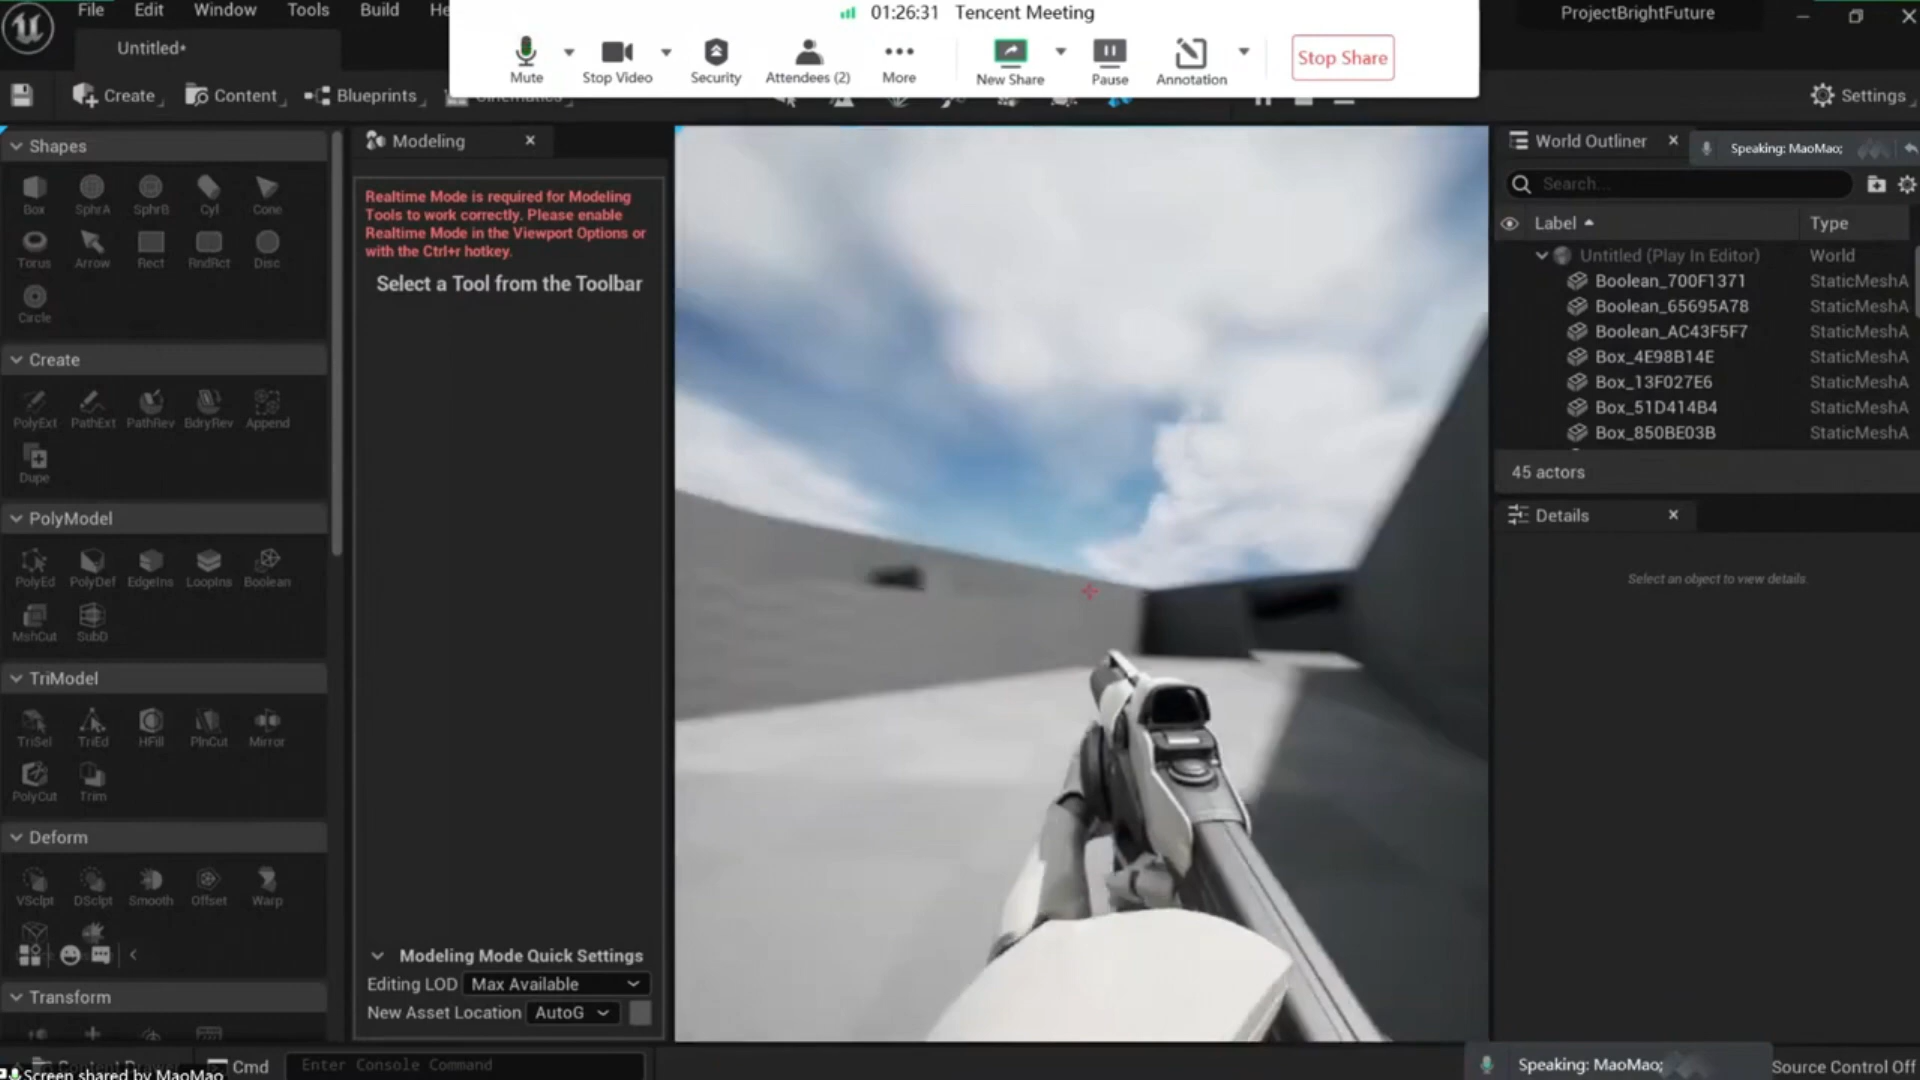 File Edit Window Tools Build He
01:26:31 Tencent Meeting
ProjectBrightFuture
Untitled*
Mute
Stop Video
Security
Attendees (2)
More
New Share
Pause
Annotation
Stop Share
Create
Content
Blueprints
Settings
Shapes
Box SphrA SphrB Cyl Cone
Torus Arrow Rect RndRct Disc
Circle
Create
PolyExt PathExt PathRev BdryRev Append
Dupe
PolyModel
PolyEd PolyDef EdgeIns LoopIns Boolean
MshCut SubD
TriModel
TriSel TriEd HFill PlnCut Mirror
PolyCut Trim
Deform
VSclpt DSclpt Smooth Offset Warp
Transform
Modeling
Realtime Mode is required for Modeling
Tools to work correctly. Please enable
Realtime Mode in the Viewport Options or
with the Ctrl+r hotkey.
Select a Tool from the Toolbar
Modeling Mode Quick Settings
Editing LOD Max Available
New Asset Location AutoG
World Outliner
Speaking: MaoMao;
Search...
Label Type
Untitled (Play In Editor) World
Boolean_700F1371 StaticMeshA
Boolean_65695A78 StaticMeshA
Boolean_AC43F5F7 StaticMeshA
Box_4E98B14E StaticMeshA
Box_13F027E6 StaticMeshA
Box_51D414B4 StaticMeshA
Box_850BE03B StaticMeshA
45 actors
Details
Select an object to view details.
Cmd Enter Console Command
Speaking: MaoMao;
Source Control Off
Screen shared by MaoMao